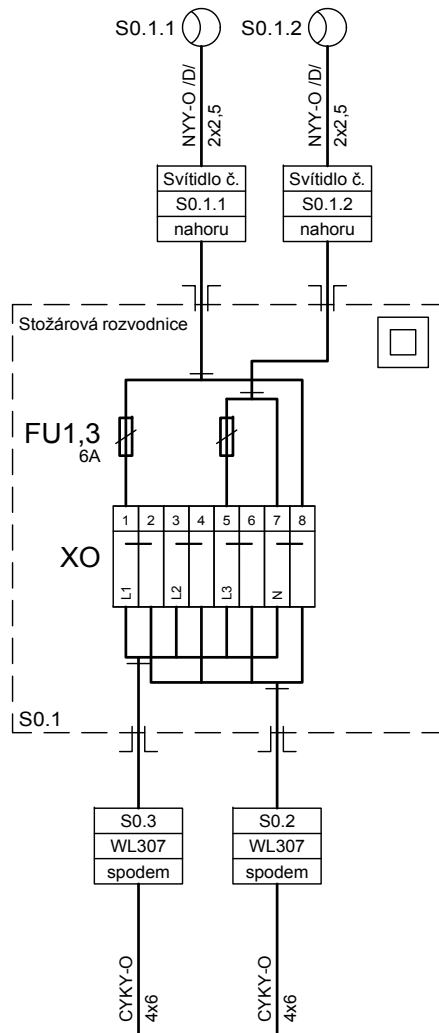 S0.1.1
S0.1.2
NYY-O /D/
2x2,5
NYY-O /D/
2x2,5
Svítidlo č.
S0.1.1
nahoru
Svítidlo č.
S0.1.2
nahoru
Stožárová rozvodnice
FU1,3
6A
1 2 3 4 5 6 7 8
XO
L1 L2 L3 N
S0.1
S0.3
WL307
spodem
S0.2
WL307
spodem
CYKY-O
4x6
CYKY-O
4x6